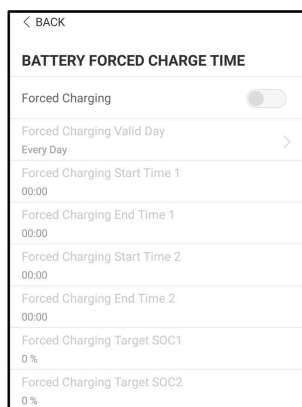 < BACK
BATTERY FORCED CHARGE TIME
Forced Charging
Forced Charging Valid Day
Every Day
Forced Charging Start Time 1
00:00
Forced Charging End Time 1
00:00
Forced Charging Start Time 2
00:00
Forced Charging End Time 2
00:00
Forced Charging Target SOC1
0 %
Forced Charging Target SOC2
0 %